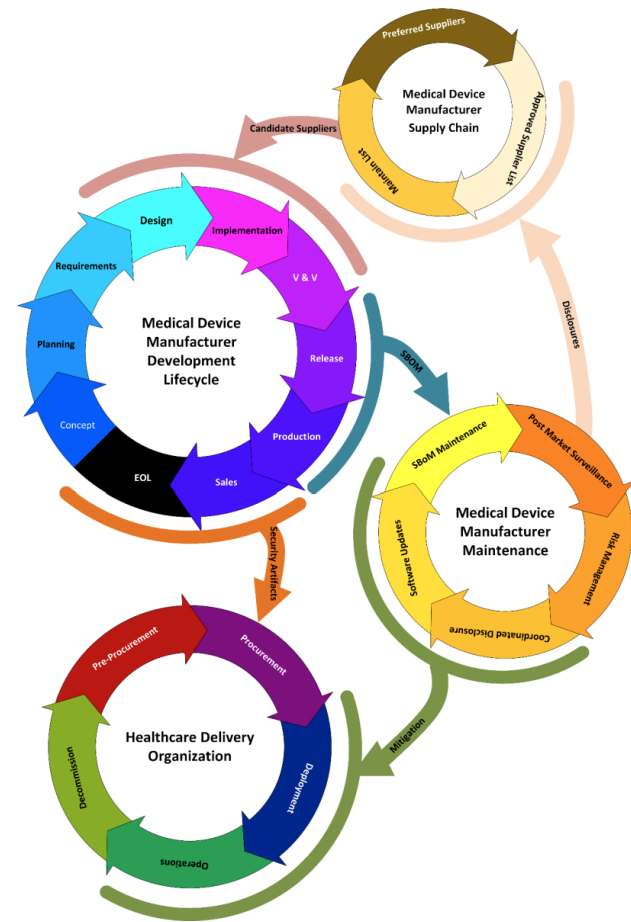 Preferred Suppliers
Approved Supplier List
Maintain List
Medical Device
Manufacturer
Supply Chain
Candidate Suppliers
Design
Implementation
V & V
Release
Production
Sales
EOL
Concept
Planning
Requirements
Medical Device
Manufacturer
Development
Lifecycle
SBOM
Disclosures
SBoM Maintenance
Post Market Surveillance
Risk Management
Coordinated Disclosure
Software Updates
Medical Device
Manufacturer
Maintenance
Security Artifacts
Mitigation
Pre-Procurement
Procurement
Deployment
Operations
Decommission
Healthcare Delivery
Organization